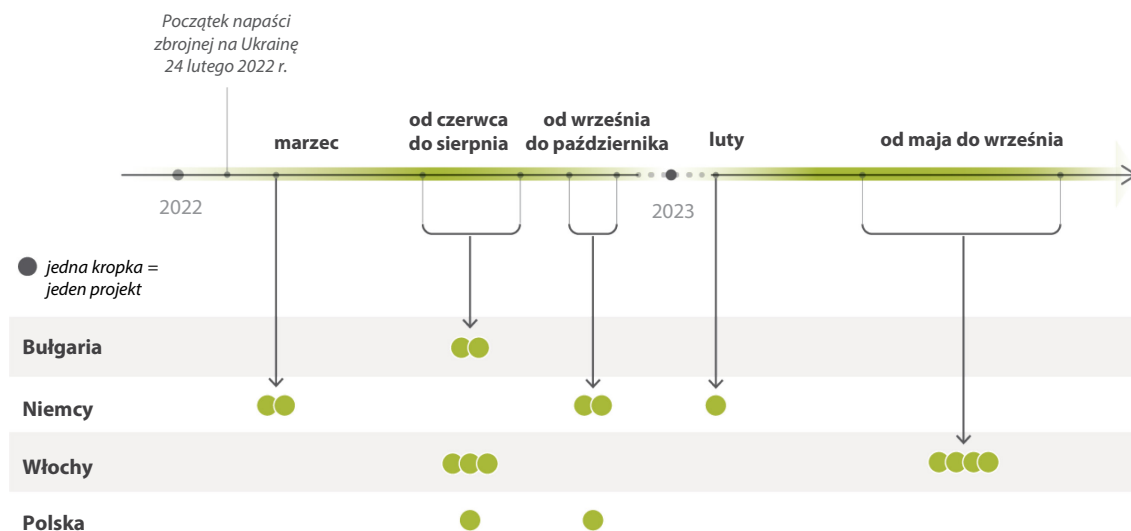 Początek napaści
zbrojnej na Ukrainę
24 lutego 2022 r.
marzec
od czerwca
do sierpnia
od września
do października
luty
od maja do września
2022
2023
jedna kropka =
jeden projekt
Bułgaria
Niemcy
Włochy
Polska